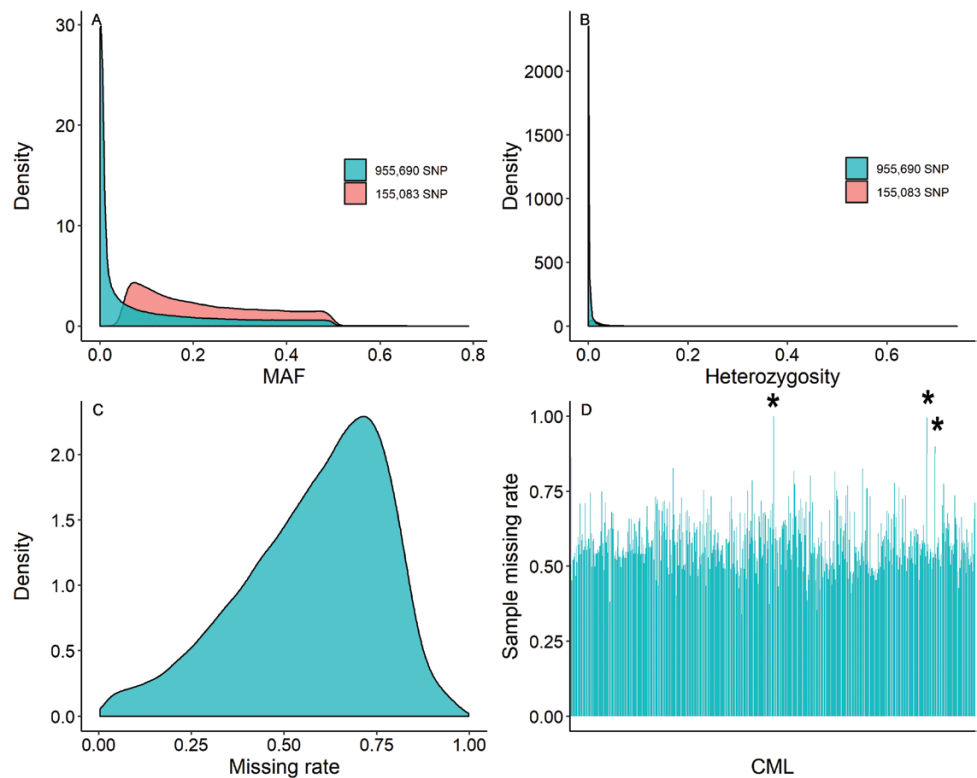 A
30
20
10
0
Density
955,690 SNP
155,083 SNP
0.0 0.2 0.4 0.6 0.8
MAF
B
2000
1500
1000
500
0
Density
955,690 SNP
155,083 SNP
0.0 0.2 0.4 0.6
Heterozygosity
C
2.0
1.5
1.0
0.5
0.0
Density
0.00 0.25 0.50 0.75 1.00
Missing rate
D
* * *
1.00
0.75
0.50
0.25
0.00
Sample missing rate
CML